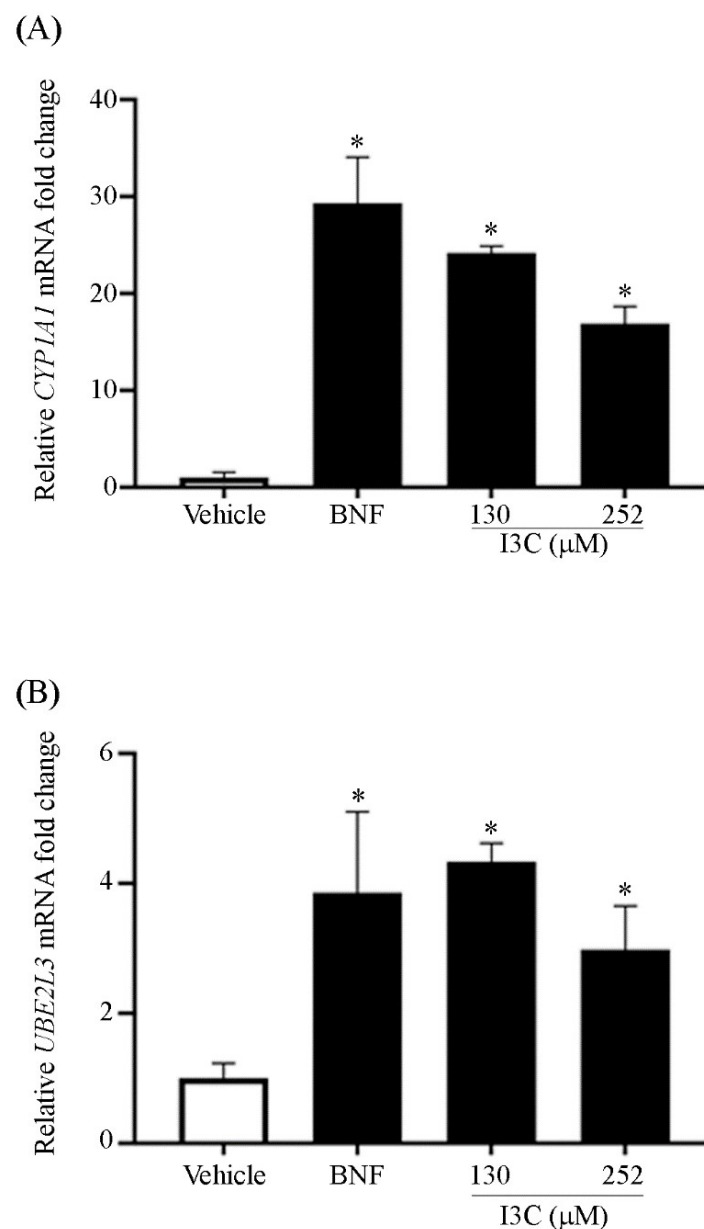 (A)
Relative CYP1A1 mRNA fold change
40
30
20
10
0
*
*
*
Vehicle BNF 130 252
I3C (μM)
(B)
Relative UBE2L3 mRNA fold change
6
4
2
0
*
*
*
Vehicle BNF 130 252
I3C (μM)